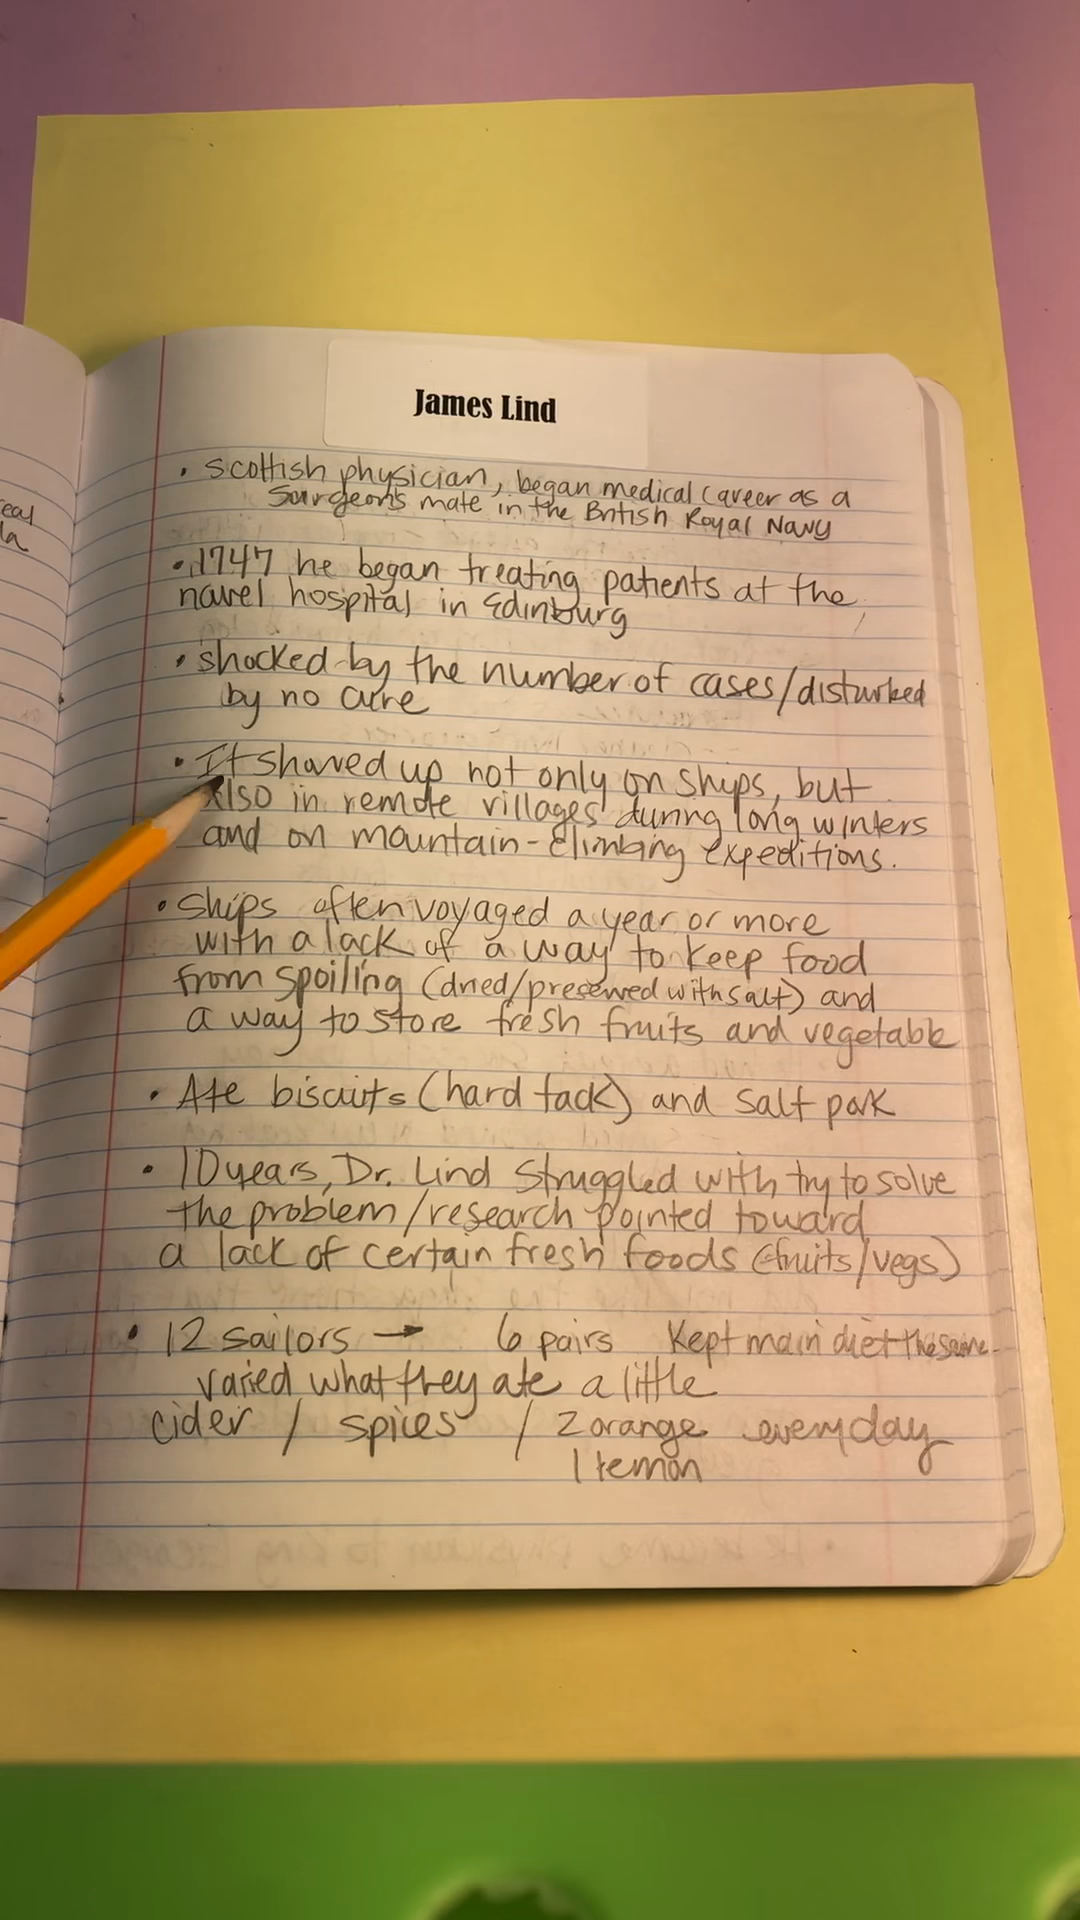 James Lind
• Scottish physician, began medical career as a
Surgeon's mate in the British Royal Navy
• 1747 he began treating patients at the
navel hospital in Edinburg
• shocked by the number of cases/disturbed
by no cure
• It showed up not only on ships, but
also in remote villages during long winters
and on mountain-climbing expeditions.
• Ships often voyaged a year or more
with a lack of a way to keep food
from spoiling (dried/preserved with salt) and
a way to store fresh fruits and vegetable
• Ate biscuits (hard tack) and salt pork
• 10 years, Dr. Lind struggled with try to solve
the problem/research pointed toward
a lack of certain fresh foods (fruits/vegs)
• 12 sailors → 6 pairs Kept main diet the same-
varied what they ate a little
cider / spices / 2 orange everyday
1 lemon
eal
la